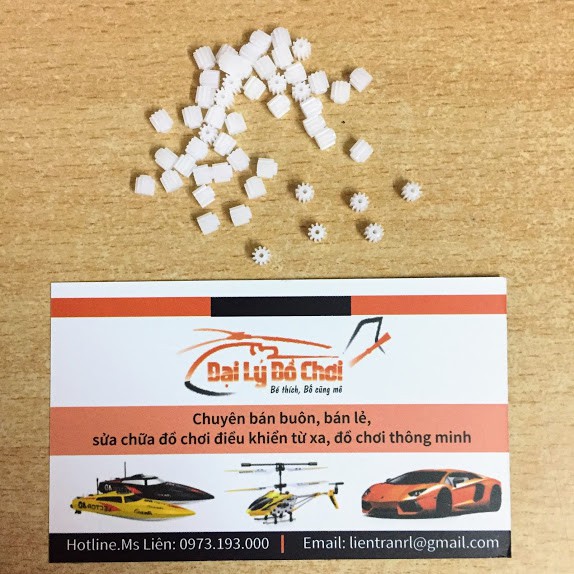 Đại Lý Đồ Chơi
Bé thích, Bố cũng mê
Chuyên bán buôn, bán lẻ,
sửa chữa đồ chơi điều khiển từ xa, đồ chơi thông minh
Hotline.Ms Liên: 0973.193.000 | Email: lientranrl@gmail.com